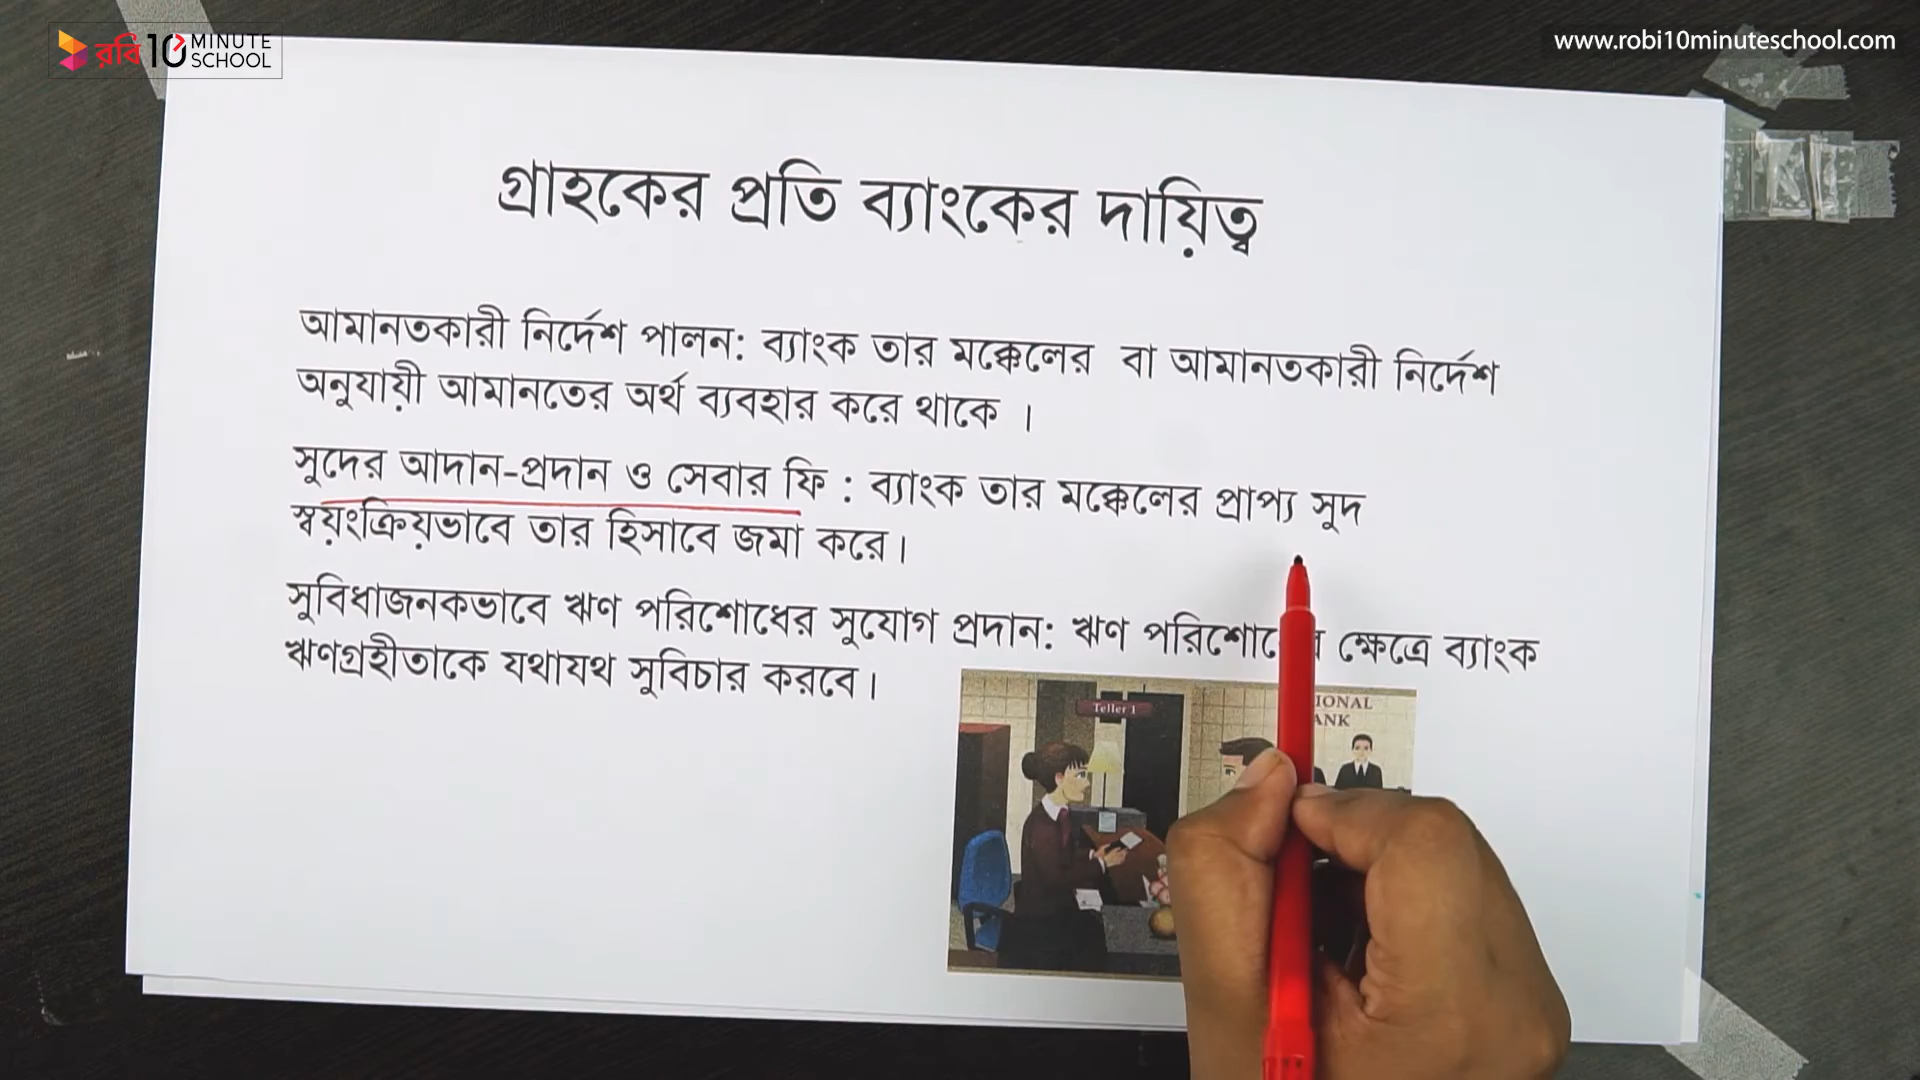 রবি 10 MINUTE SCHOOL
www.robi10minuteschool.com
গ্রাহকের প্রতি ব্যাংকের দায়িত্ব
আমানতকারী নির্দেশ পালন: ব্যাংক তার মক্কেলের বা আমানতকারী নির্দেশ
অনুযায়ী আমানতের অর্থ ব্যবহার করে থাকে ।
সুদের আদান-প্রদান ও সেবার ফি : ব্যাংক তার মক্কেলের প্রাপ্য সুদ
স্বয়ংক্রিয়ভাবে তার হিসাবে জমা করে।
সুবিধাজনকভাবে ঋণ পরিশোধের সুযোগ প্রদান: ঋণ ক্ষেত্রে ব্যাংক
ঋণগ্রহীতাকে যথাযথ সুবিচার করবে।
Teller 1